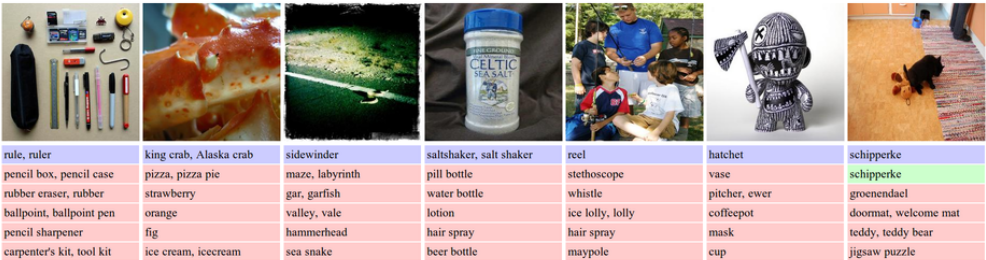 FINE GROUND
CELTIC
SEA SALT
rule, ruler king crab, Alaska crab sidewinder saltshaker, salt shaker reel hatchet schipperke
pencil box, pencil case pizza, pizza pie maze, labyrinth pill bottle stethoscope vase schipperke
rubber eraser, rubber strawberry gar, garfish water bottle whistle pitcher, ewer groenendael
ballpoint, ballpoint pen orange valley, vale lotion ice lolly, lolly coffeepot doormat, welcome mat
pencil sharpener fig hammerhead hair spray hair spray mask teddy, teddy bear
carpenter's kit, tool kit ice cream, icecream sea snake beer bottle maypole cup jigsaw puzzle